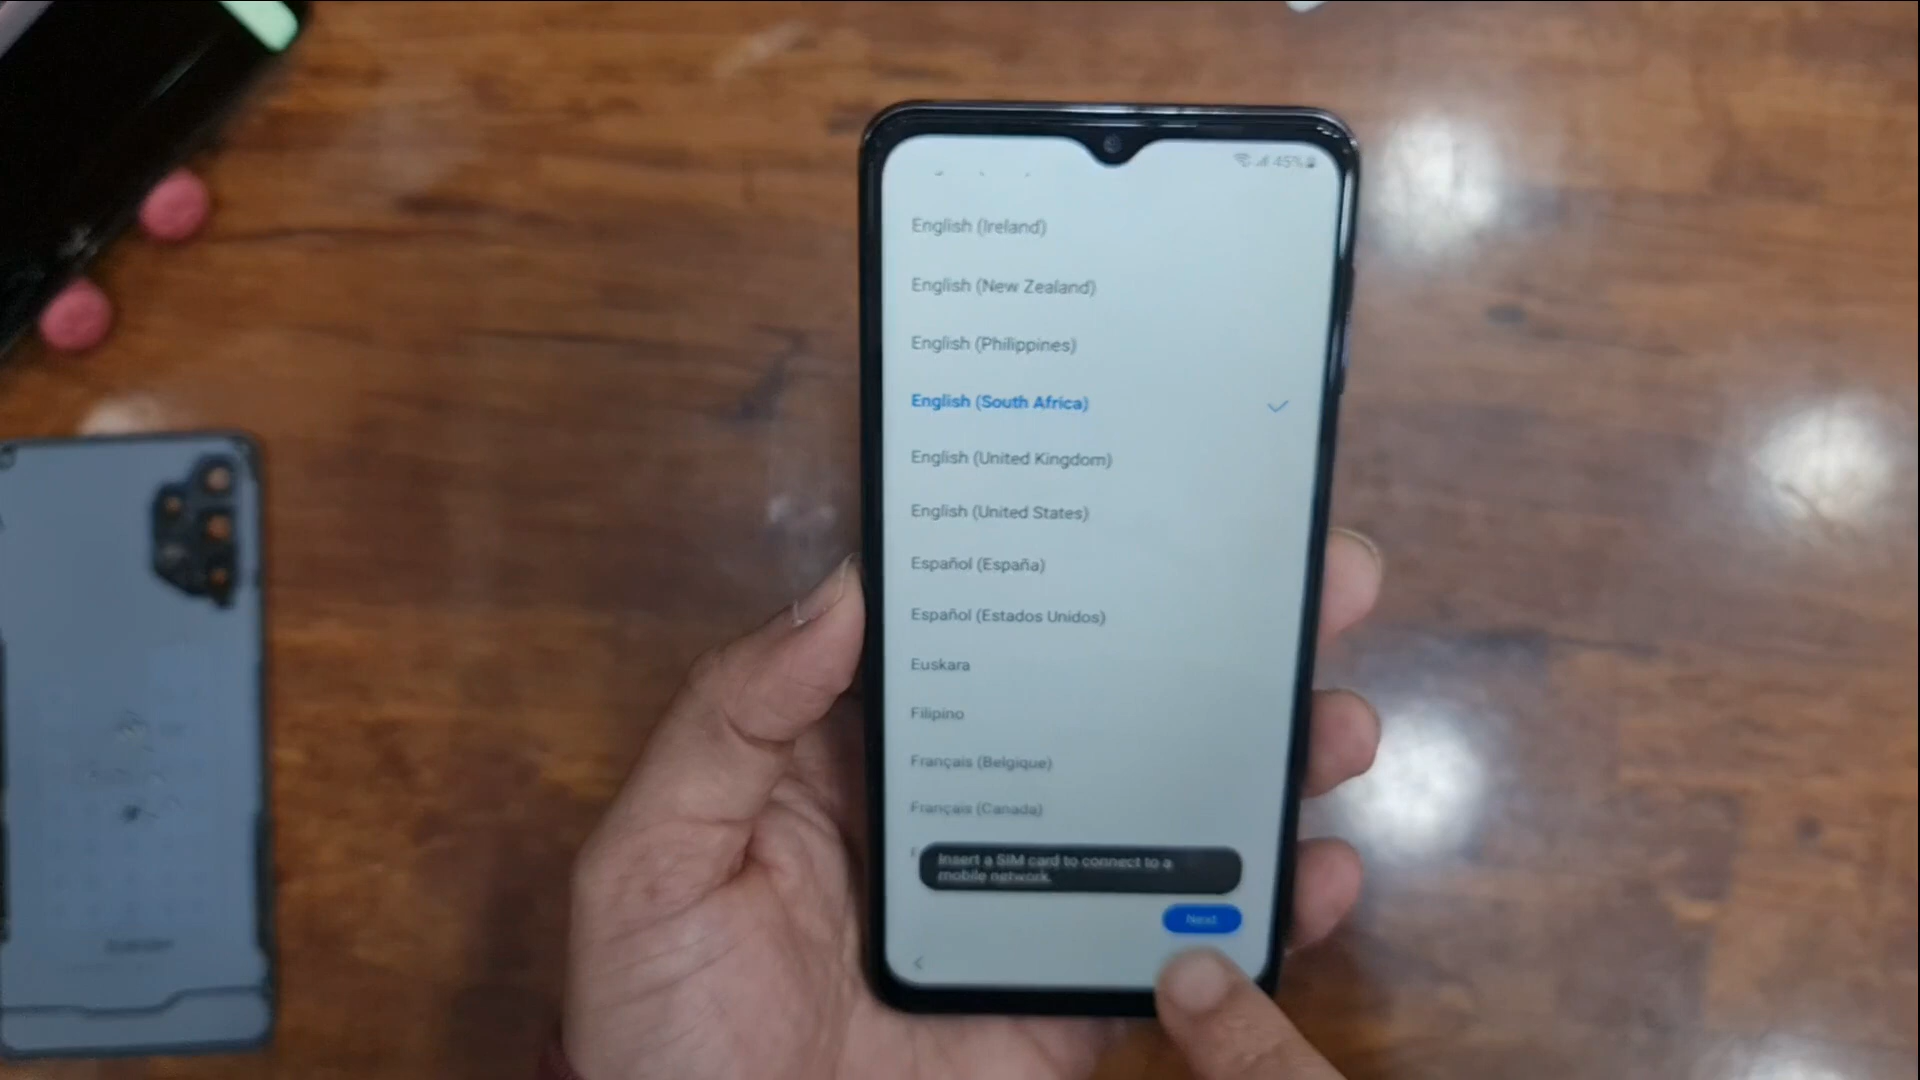 45%
English (Ireland)
English (New Zealand)
English (Philippines)
English (South Africa)
English (United Kingdom)
English (United States)
Español (España)
Español (Estados Unidos)
Euskara
Filipino
Français (Belgique)
Français (Canada)
Insert a SIM card to connect to a
mobile network.
Next